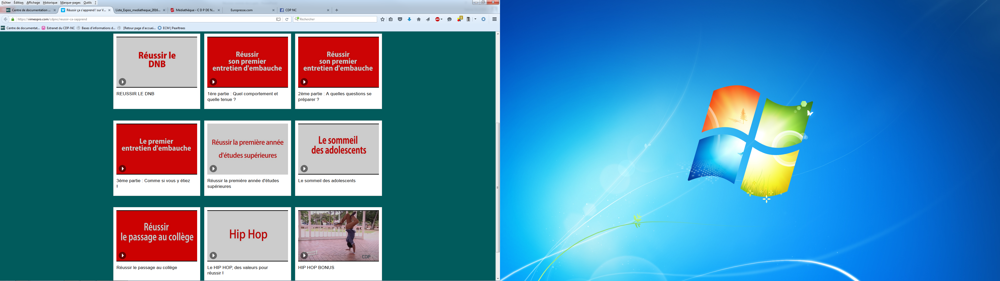 Fichier Édition Affichage Historique Marque-pages Outils ?
Centre de documentation ... Réussir ça s'apprend ! sur V... Liste_Expos_mediatheque_2016... Médiathèque - C D P DE N... Europresse.com CDP NC
https://vimeopro.com/cdpnc/reussir-ca-sapprend Rechercher
ABP 1
Centre de documentat... Extranet du CDP-NC Bases d'informations d... [Retour page d'accuei... ECM | Pearltrees
Réussir le
DNB
REUSSIR LE DNB
Réussir
son premier
entretien d'embauche
1ère partie : Quel comportement et
quelle tenue ?
Réussir
son premier
entretien d'embauche
2ème partie : A quelles questions se
préparer ?
Le premier
entretien d'embauche
3ème partie : Comme si vous y étiez
!
Réussir la première année
d'études supérieures
Réussir la première année d'études
supérieures
Le sommeil
des adolescents
Le sommeil des adolescents
Réussir
le passage au collège
Réussir le passage au collège
Hip Hop
Le HIP HOP, des valeurs pour
réussir !
CDP
HIP HOP BONUS